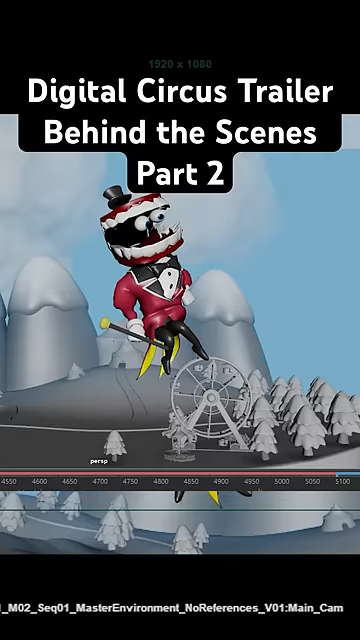 1920 x 1080
Digital Circus Trailer
Behind the Scenes
Part 2
persp
4550 4600 4650 4700 4750 4800 4850 4900 4950 5000 5050 5100
_M02_Seq01_MasterEnvironment_NoReferences_V01:Main_Cam